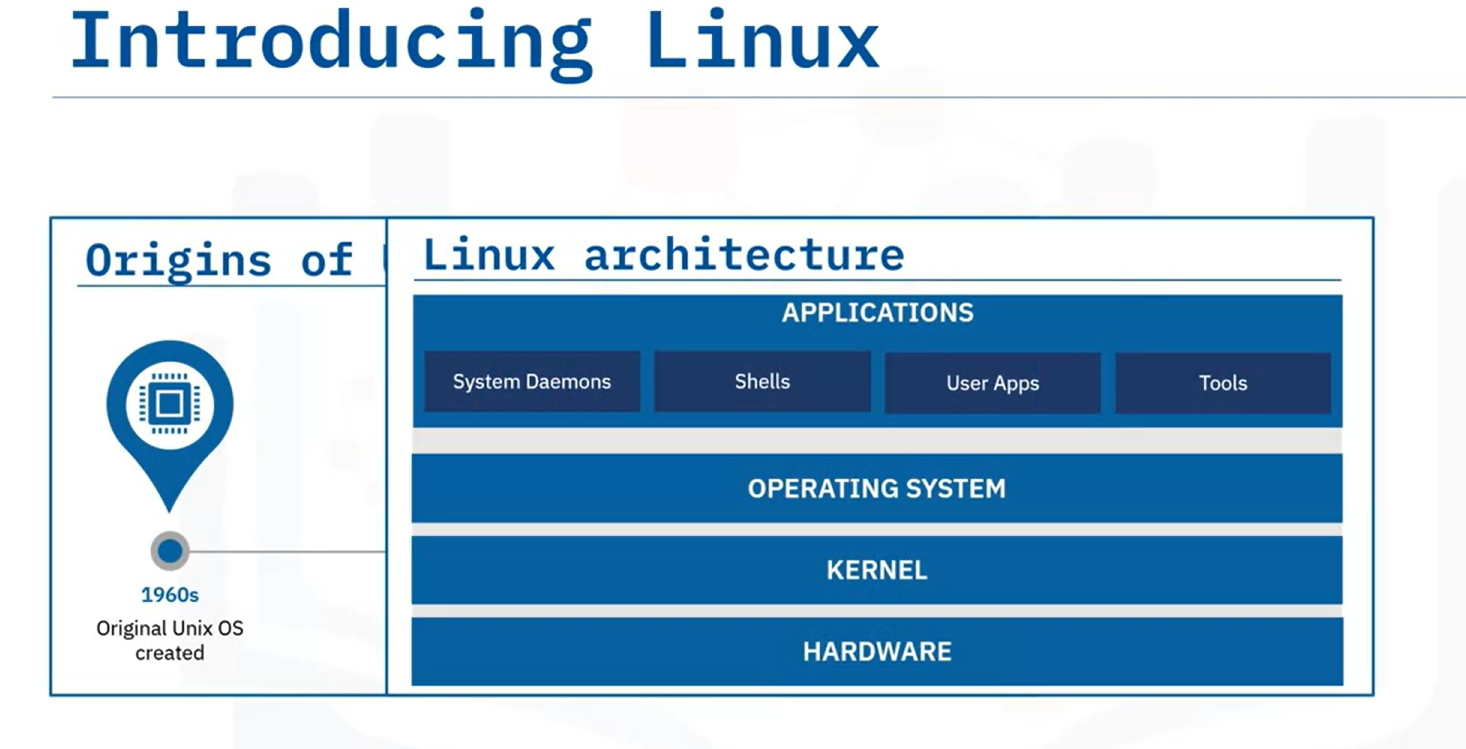 Introducing Linux
Origins of
1960s
Original Unix OS
created
Linux architecture
APPLICATIONS
System Daemons
Shells
User Apps
Tools
OPERATING SYSTEM
KERNEL
HARDWARE